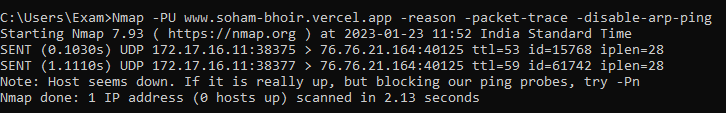 C:\Users\Exam>Nmap -PU www.soham-bhoir.vercel.app -reason -packet-trace -disable-arp-ping
Starting Nmap 7.93 ( https://nmap.org ) at 2023-01-23 11:52 India Standard Time
SENT (0.1030s) UDP 172.17.16.11:38375 > 76.76.21.164:40125 ttl=53 id=15768 iplen=28
SENT (1.1110s) UDP 172.17.16.11:38377 > 76.76.21.164:40125 ttl=59 id=61742 iplen=28
Note: Host seems down. If it is really up, but blocking our ping probes, try -Pn
Nmap done: 1 IP address (0 hosts up) scanned in 2.13 seconds